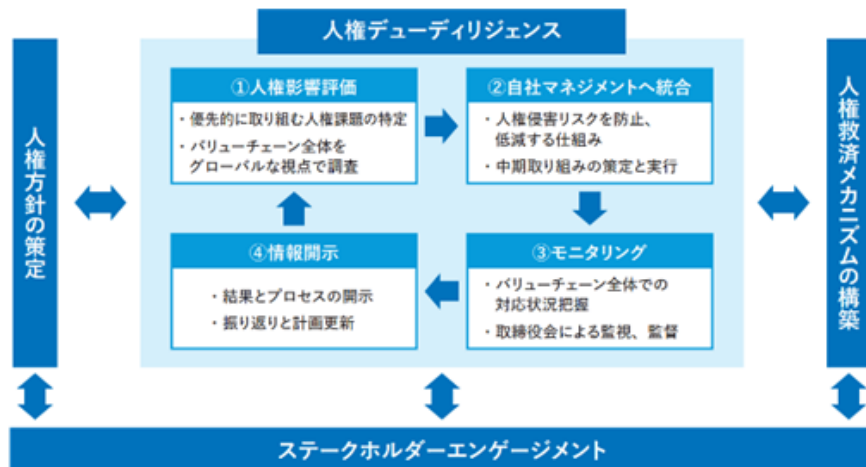 人権デューディリジェンス
人権方針の策定
①人権影響評価
・優先的に取り組む人権課題の特定
・バリューチェーン全体を
グローバルな視点で調査
②自社マネジメントへ統合
・人権侵害リスクを防止、
低減する仕組み
・中期取り組みの策定と実行
④情報開示
・結果とプロセスの開示
・振り返りと計画更新
③モニタリング
・バリューチェーン全体での
対応状況把握
・取締役会による監視、監督
人権救済メカニズムの構築
ステークホルダーエンゲージメント